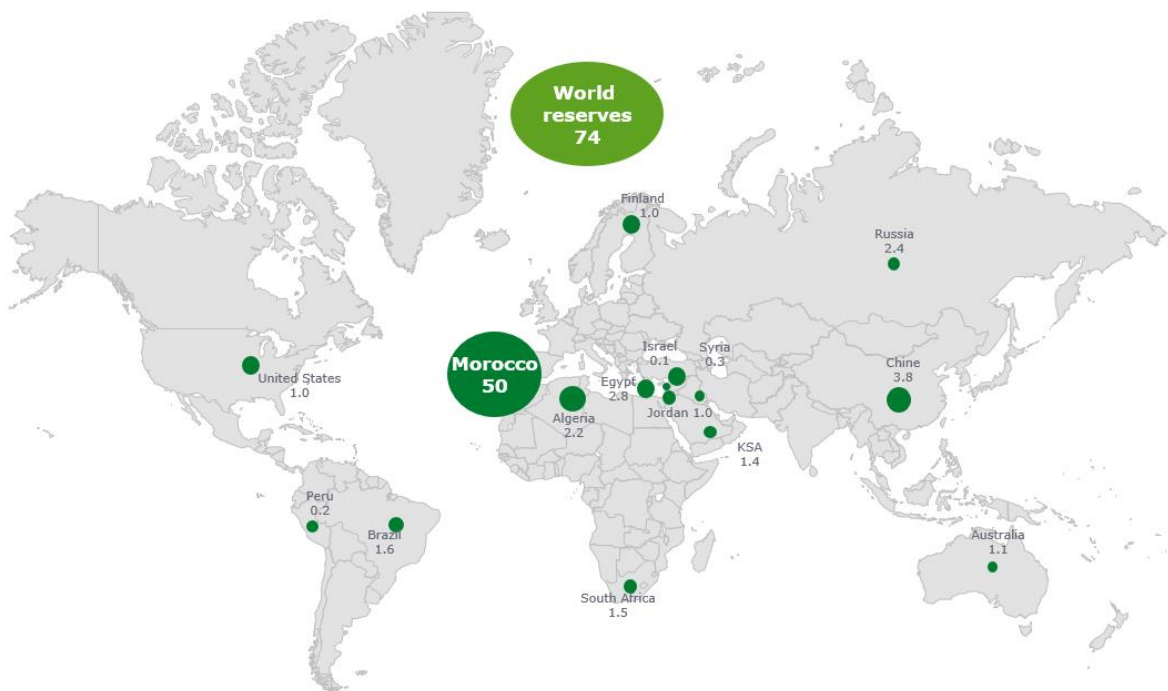 World
reserves
74
Finland
1.0
Russia
2.4
Morocco
50
Israel
0.1
Syria
0.3
Chine
3.8
United States
1.0
Egypt
2.8
Algeria
2.2
Jordan 1.0
KSA
1.4
Peru
0.2
Brazil
1.6
Australia
1.1
South Africa
1.5